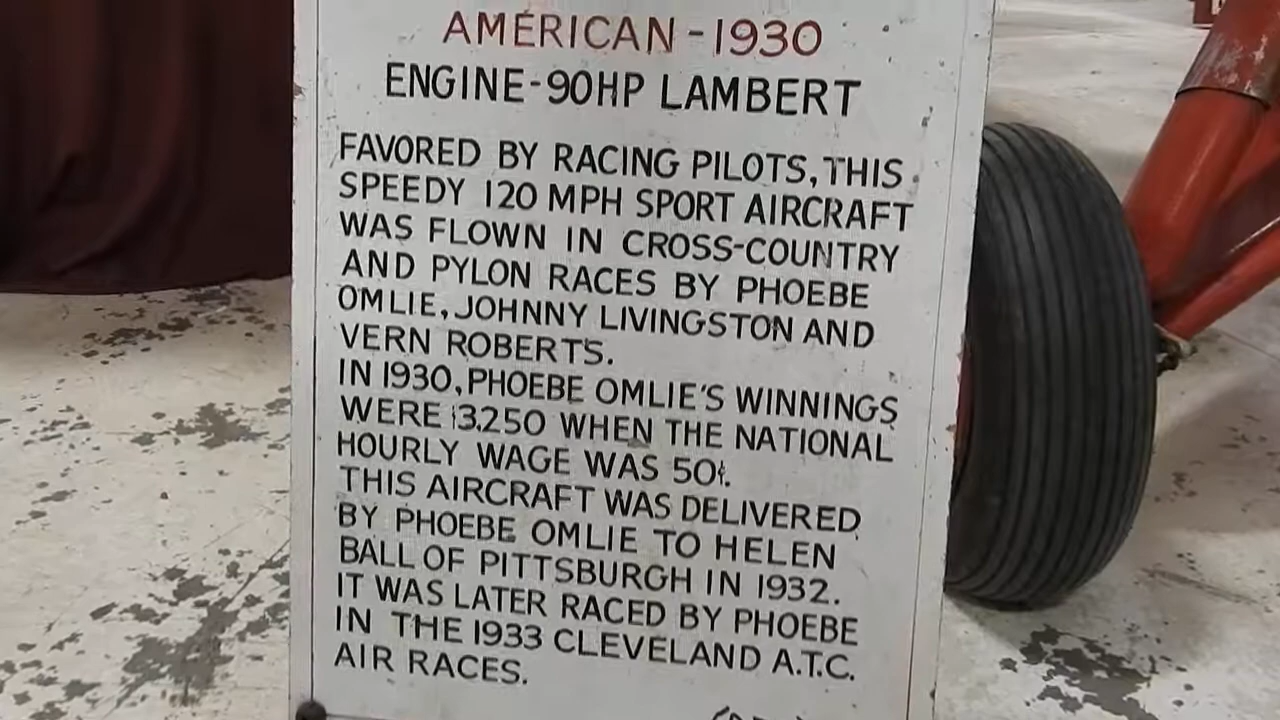 AMERICAN-1930
ENGINE-90HP LAMBERT
FAVORED BY RACING PILOTS, THIS
SPEEDY 120 MPH SPORT AIRCRAFT
WAS FLOWN IN CROSS-COUNTRY
AND PYLON RACES BY PHOEBE
OMLIE, JOHNNY LIVINGSTON AND
VERN ROBERTS.
IN 1930, PHOEBE OMLIE'S WINNINGS
WERE $3,250 WHEN THE NATIONAL
HOURLY WAGE WAS 50¢.
THIS AIRCRAFT WAS DELIVERED
BY PHOEBE OMLIE TO HELEN
BALL OF PITTSBURGH IN 1932.
IT WAS LATER RACED BY PHOEBE
IN THE 1933 CLEVELAND A.T.C.
AIR RACES.